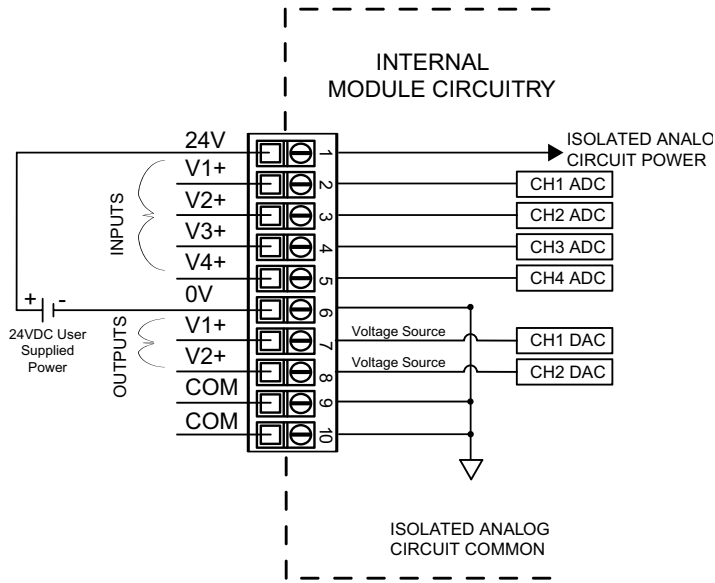 INTERNAL
MODULE CIRCUITRY
24V
1
ISOLATED ANALO
CIRCUIT POWER
V1+
2
CH1 ADC
V2+
3
CH2 ADC
INPUTS
V3+
4
CH3 ADC
V4+
5
CH4 ADC
0V
6
+ -
24VDC User
Supplied
Power
OUTPUTS
V1+
7
Voltage Source
CH1 DAC
V2+
8
Voltage Source
CH2 DAC
COM
9
COM
10
ISOLATED ANALOG
CIRCUIT COMMON